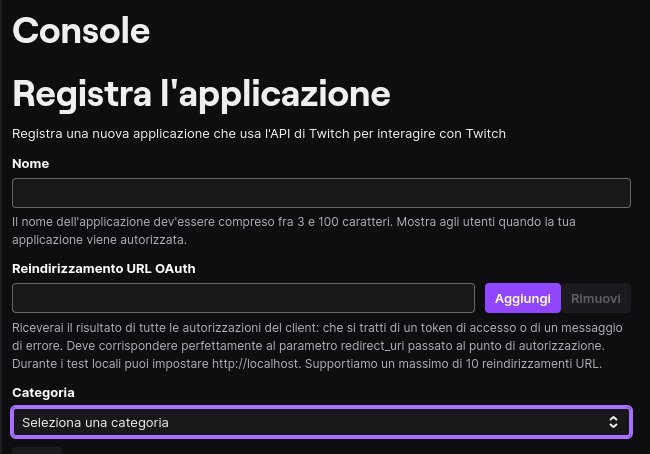 Console
Registra l'applicazione
Registra una nuova applicazione che usa l'API di Twitch per interagire con Twitch
Nome
Il nome dell'applicazione dev'essere compreso fra 3 e 100 caratteri. Mostra agli utenti quando la tua
applicazione viene autorizzata.
Reindirizzamento URL OAuth
Aggiungi Rimuovi
Riceverai il risultato di tutte le autorizzazioni del client: che si tratti di un token di accesso o di un messaggio
di errore. Deve corrispondere perfettamente al parametro redirect_uri passato al punto di autorizzazione.
Durante i test locali puoi impostare http://localhost. Supportiamo un massimo di 10 reindirizzamenti URL.
Categoria
Seleziona una categoria